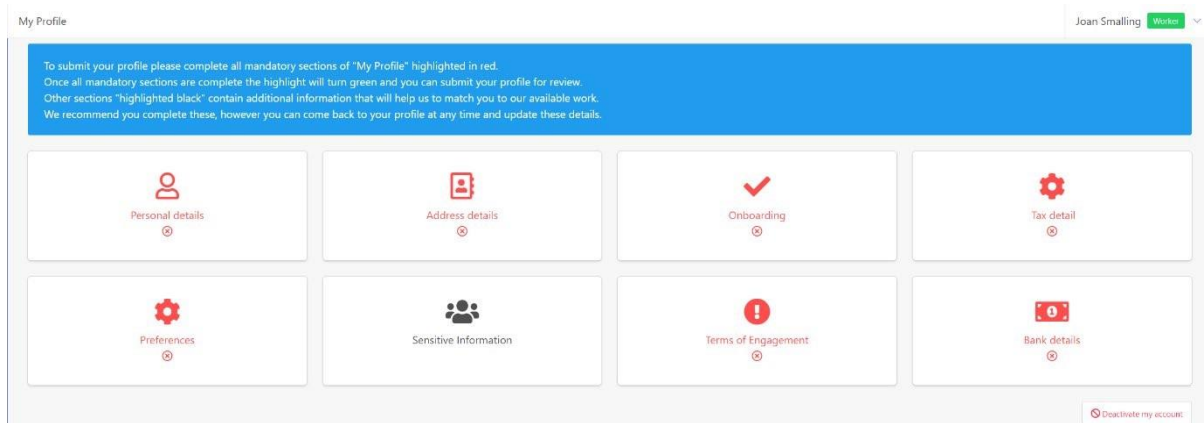 My Profile
Joan Smalling Worker
To submit your profile please complete all mandatory sections of "My Profile" highlighted in red.
Once all mandatory sections are complete the highlight will turn green and you can submit your profile for review.
Other sections "highlighted black" contain additional information that will help us to match you to our available work.
We recommend you complete these, however you can come back to your profile at any time and update these details.
Personal details
Address details
Onboarding
Tax detail
Preferences
Sensitive Information
Terms of Engagement
1
Bank details
Deactivate my account